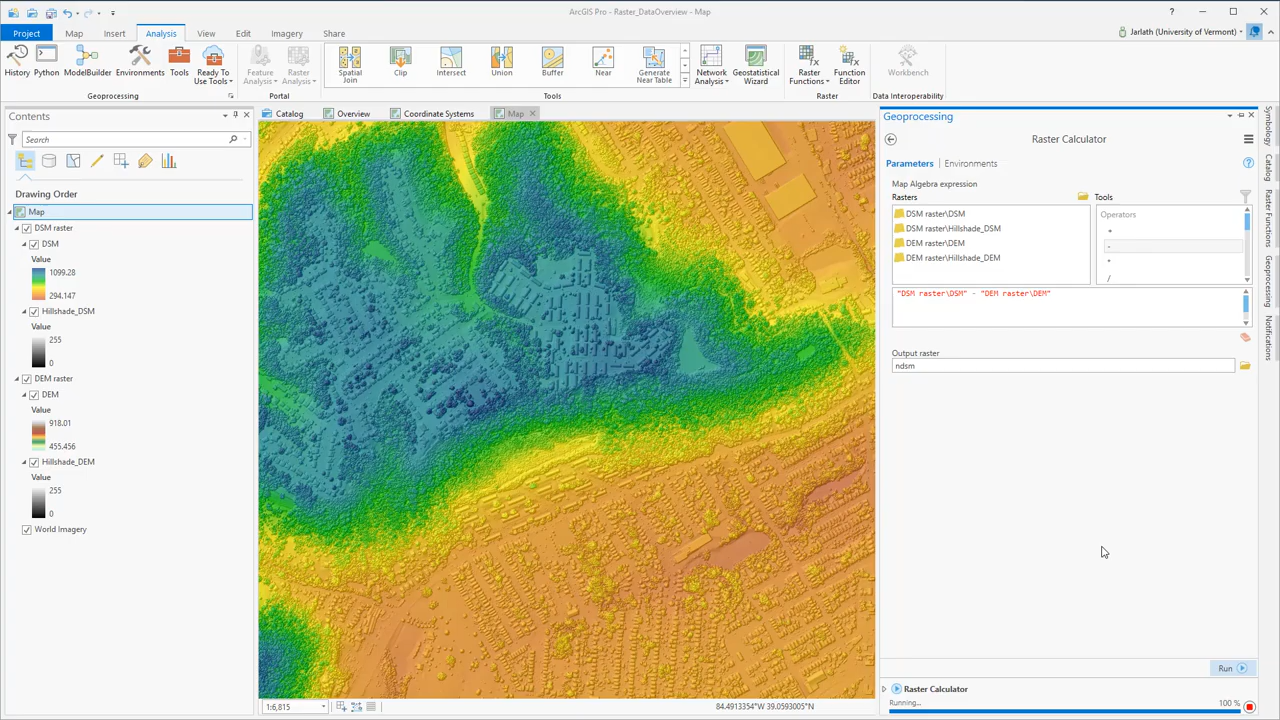 ArcGIS Pro - Raster_DataOverview - Map
?
Project
Map
Insert
Analysis
View
Edit
Imagery
Share
Jarlath (University of Vermont)
History
Python
ModelBuilder
Environments
Tools
Ready To Use Tools
Feature Analysis
Raster Analysis
Spatial Join
Clip
Intersect
Union
Buffer
Near
Generate Near Table
Network Analysis
Geostatistical Wizard
Raster Functions
Function Editor
Workbench
Geoprocessing
Portal
Tools
Raster
Data Interoperability
Contents
Search
Drawing Order
Map
DSM raster
DSM
Value
1099.28
294.147
Hillshade_DSM
Value
255
0
DEM raster
DEM
Value
918.01
455.456
Hillshade_DEM
Value
255
0
World Imagery
Catalog
Overview
Coordinate Systems
Map
1:6,815
84.4913354°W 39.0593005°N
Geoprocessing
Raster Calculator
Parameters
Environments
?
Map Algebra expression
Rasters
Tools
DSM raster\DSM
DSM raster\Hillshade_DSM
DEM raster\DEM
DEM raster\Hillshade_DEM
Operators
-
/
"DSM raster\DSM" - "DEM raster\DEM"
Output raster
ndsm
Run
Raster Calculator
Running...
100 %
Symbology
Catalog
Raster Functions
Geoprocessing
Notifications